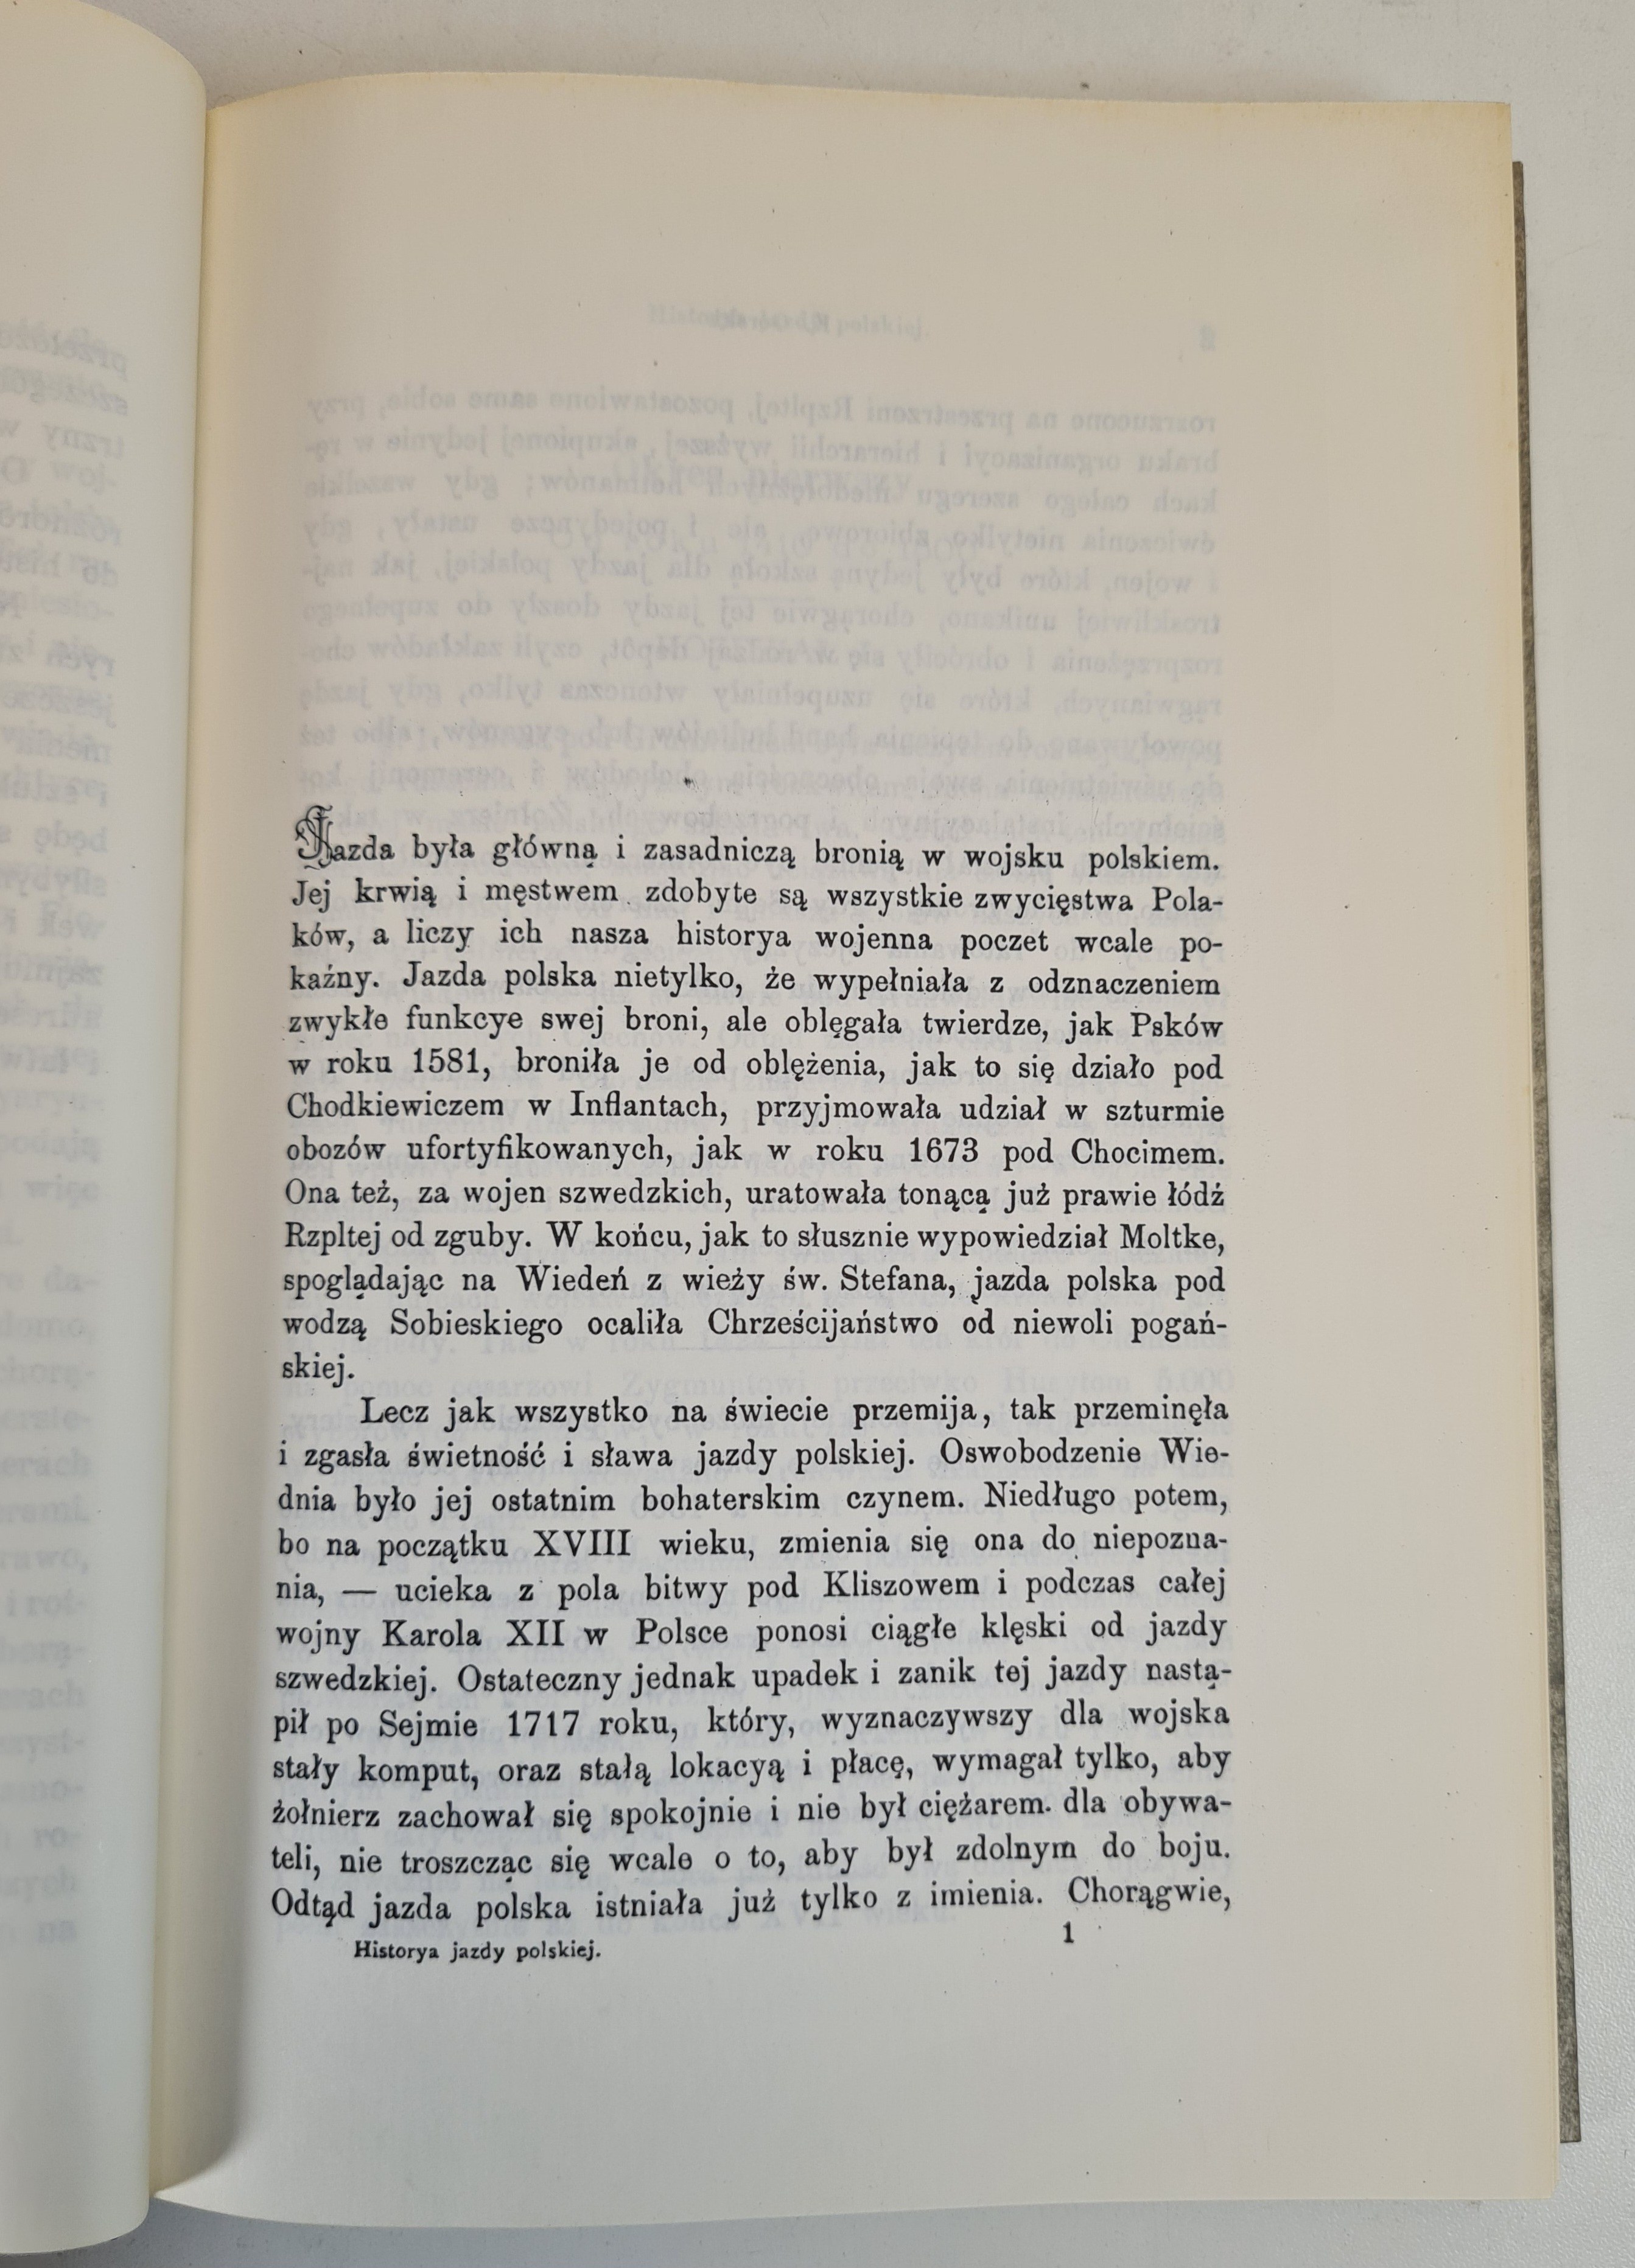 Jazda była główną i zasadniczą bronią w wojsku polskiem.
Jej krwią i męstwem zdobyte są wszystkie zwycięstwa Pola-
ków, a liczy ich nasza historya wojenna poczet wcale po-
kaźny. Jazda polska nietylko, że wypełniała z odznaczeniem
zwykłe funkcye swej broni, ale oblęgała twierdze, jak Psków
w roku 1581, broniła je od oblężenia, jak to się działo pod
Chodkiewiczem w Inflantach, przyjmowała udział w szturmie
obozów ufortyfikowanych, jak w roku 1673 pod Chocimem.
Ona też, za wojen szwedzkich, uratowała tonącą już prawie łódź
Rzpltej od zguby. W końcu, jak to słusznie wypowiedział Moltke,
spoglądając na Wiedeń z wieży św. Stefana, jazda polska pod
wodzą Sobieskiego ocaliła Chrześcijaństwo od niewoli pogań-
skiej.
Lecz jak wszystko na świecie przemija, tak przeminęła
i zgasła świetność i sława jazdy polskiej. Oswobodzenie Wie-
dnia było jej ostatnim bohaterskim czynem. Niedługo potem,
bo na początku XVIII wieku, zmienia się ona do niepozna-
nia, — ucieka z pola bitwy pod Kliszowem i podczas całej
wojny Karola XII w Polsce ponosi ciągłe klęski od jazdy
szwedzkiej. Ostateczny jednak upadek i zanik tej jazdy nastą-
pił po Sejmie 1717 roku, który, wyznaczywszy dla wojska
stały komput, oraz stałą lokacyą i płacę, wymagał tylko, aby
żołnierz zachował się spokojnie i nie był ciężarem. dla obywa-
teli, nie troszcząc się wcale o to, aby był zdolnym do boju.
Odtąd jazda polska istniała już tylko z imienia. Chorągwie,
Historya jazdy polskiej.
1